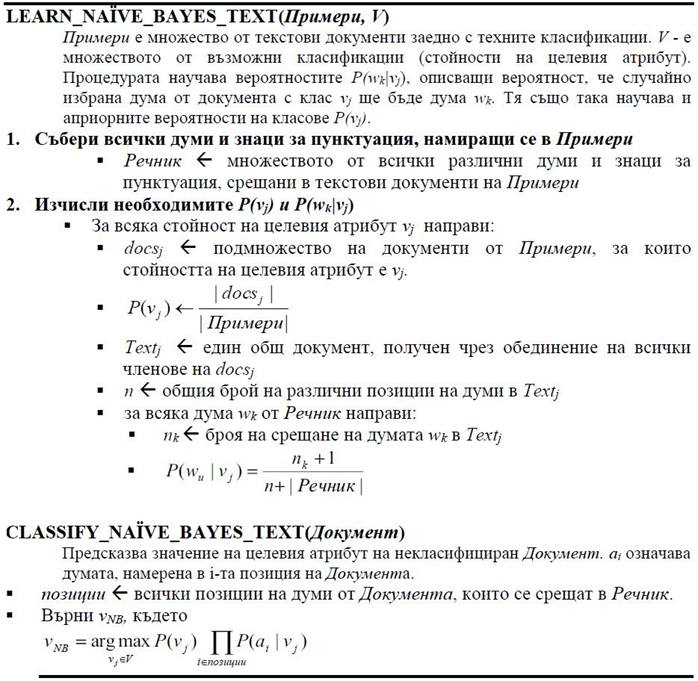 LEARN_NAÏVE_BAYES_TEXT(Примери, V)
Примери е множество от текстови документи заедно с техните класификации. V - е
множеството от възможни класификации (стойности на целевия атрибут).
Процедурата научава вероятностите P(wk|vj), описващи вероятност, че случайно
избрана дума от документа с клас vj ще бъде дума wk. Тя също така научава и
априорните вероятности на класове P(vj).
1. Събери всички думи и знаци за пунктуация, намиращи се в Примери
▪ Речник ← множеството от всички различни думи и знаци за
пунктуация, срещани в текстови документи на Примери
2. Изчисли необходимите P(vj) и P(wk|vj)
▪ За всяка стойност на целевия атрибут vj направи:
▪ docsj ← подмножество на документи от Примери, за които
стойността на целевия атрибут е vj.
▪ P(vj) ← | docsj | / | Примери |
▪ Textj ← един общ документ, получен чрез обединение на всички
членове на docsj
▪ n ← общия брой на различни позиции на думи в Textj
▪ за всяка дума wk от Речник направи:
▪ nk ← броя на срещане на думата wk в Textj
▪ P(wu | vj) = nk + 1 / n+ | Речник |
CLASSIFY_NAÏVE_BAYES_TEXT(Документ)
Предсказва значение на целевия атрибут на некласифициран Документ. ai означава
думата, намерена в i-та позиция на Документа.
▪ позиции ← всички позиции на думи от Документа, които се срещат в Речник.
▪ Върни vNB, където
vNB = arg max vj∈V P(vj) ∏ i∈позиции P(ai | vj)